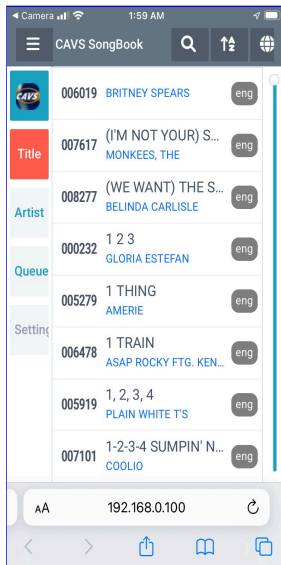 Camera 1:59 AM
CAVS SongBook
CAVS
Title
Artist
Queue
Setting
006019 BRITNEY SPEARS eng
007617 (I'M NOT YOUR) S... eng
MONKEES, THE
008277 (WE WANT) THE S... eng
BELINDA CARLISLE
000232 1 2 3 eng
GLORIA ESTEFAN
005279 1 THING eng
AMERIE
006478 1 TRAIN eng
ASAP ROCKY FTG. KEN...
005919 1, 2, 3, 4 eng
PLAIN WHITE T'S
007101 1-2-3-4 SUMPIN' N... eng
COOLIO
AA 192.168.0.100